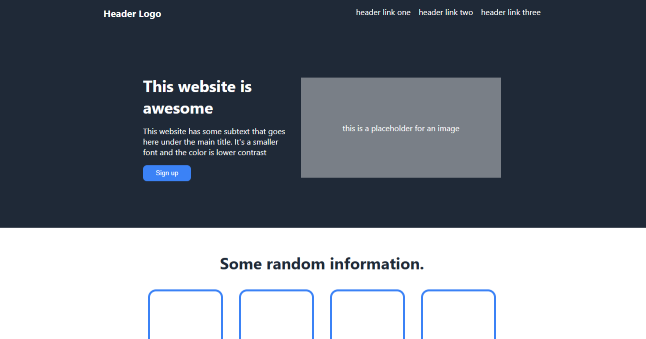 Header Logo
header link one
header link two
header link three
This website is
awesome
This website has some subtext that goes
here under the main title. It's a smaller
font and the color is lower contrast
Sign up
this is a placeholder for an image
Some random information.